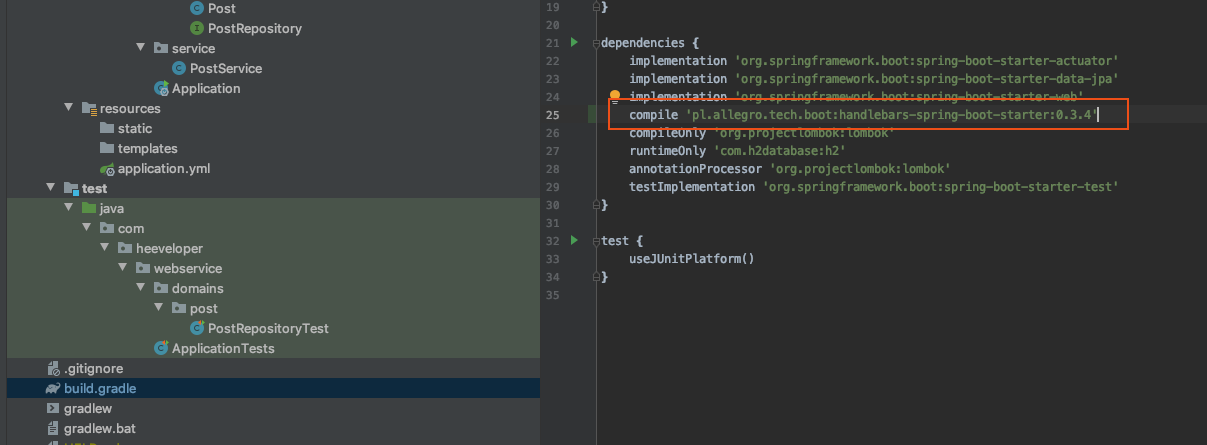 Post
PostRepository
service
PostService
Application
resources
static
templates
application.yml
test
java
com
heeveloper
webservice
domains
post
PostRepositoryTest
ApplicationTests
.gitignore
build.gradle
gradlew
gradlew.bat
19 }
20
21 dependencies {
22 implementation 'org.springframework.boot:spring-boot-starter-actuator'
23 implementation 'org.springframework.boot:spring-boot-starter-data-jpa'
24 implementation 'org.springframework.boot:spring-boot-starter-web'
25 compile 'pl.allegro.tech.boot:handlebars-spring-boot-starter:0.3.4'
26 compileOnly 'org.projectlombok:lombok'
27 runtimeOnly 'com.h2database:h2'
28 annotationProcessor 'org.projectlombok:lombok'
29 testImplementation 'org.springframework.boot:spring-boot-starter-test'
30 }
31
32 test {
33 useJUnitPlatform()
34 }
35